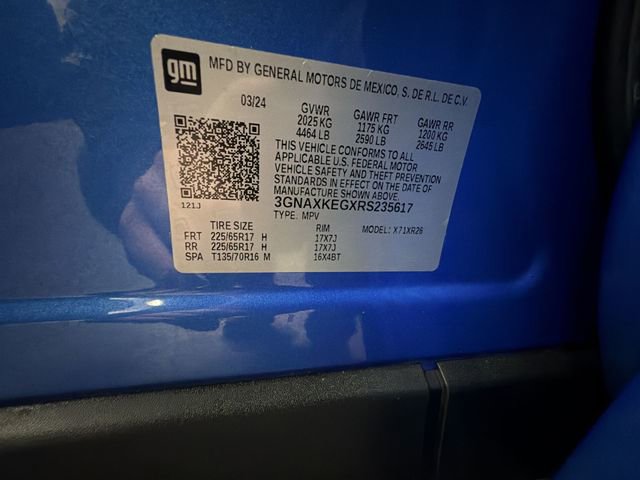 gm
MFD BY GENERAL MOTORS DE MEXICO, S. DE R.L. DE C.V.
03/24 GVWR GAWR FRT GAWR RR
2025 KG 1175 KG 1200 KG
4464 LB 2590 LB 2645 LB
THIS VEHICLE CONFORMS TO ALL
APPLICABLE U.S. FEDERAL MOTOR
VEHICLE SAFETY AND THEFT PREVENTION
STANDARDS IN EFFECT ON THE DATE OF
MANUFACTURE SHOWN ABOVE.
121J 3GNAXKEGXRS235617
TYPE: MPV MODEL: X71XR26
TIRE SIZE RIM
FRT 225/65R17 H 17X7J
RR 225/65R17 H 17X7J
SPA T135/70R16 M 16X4BT